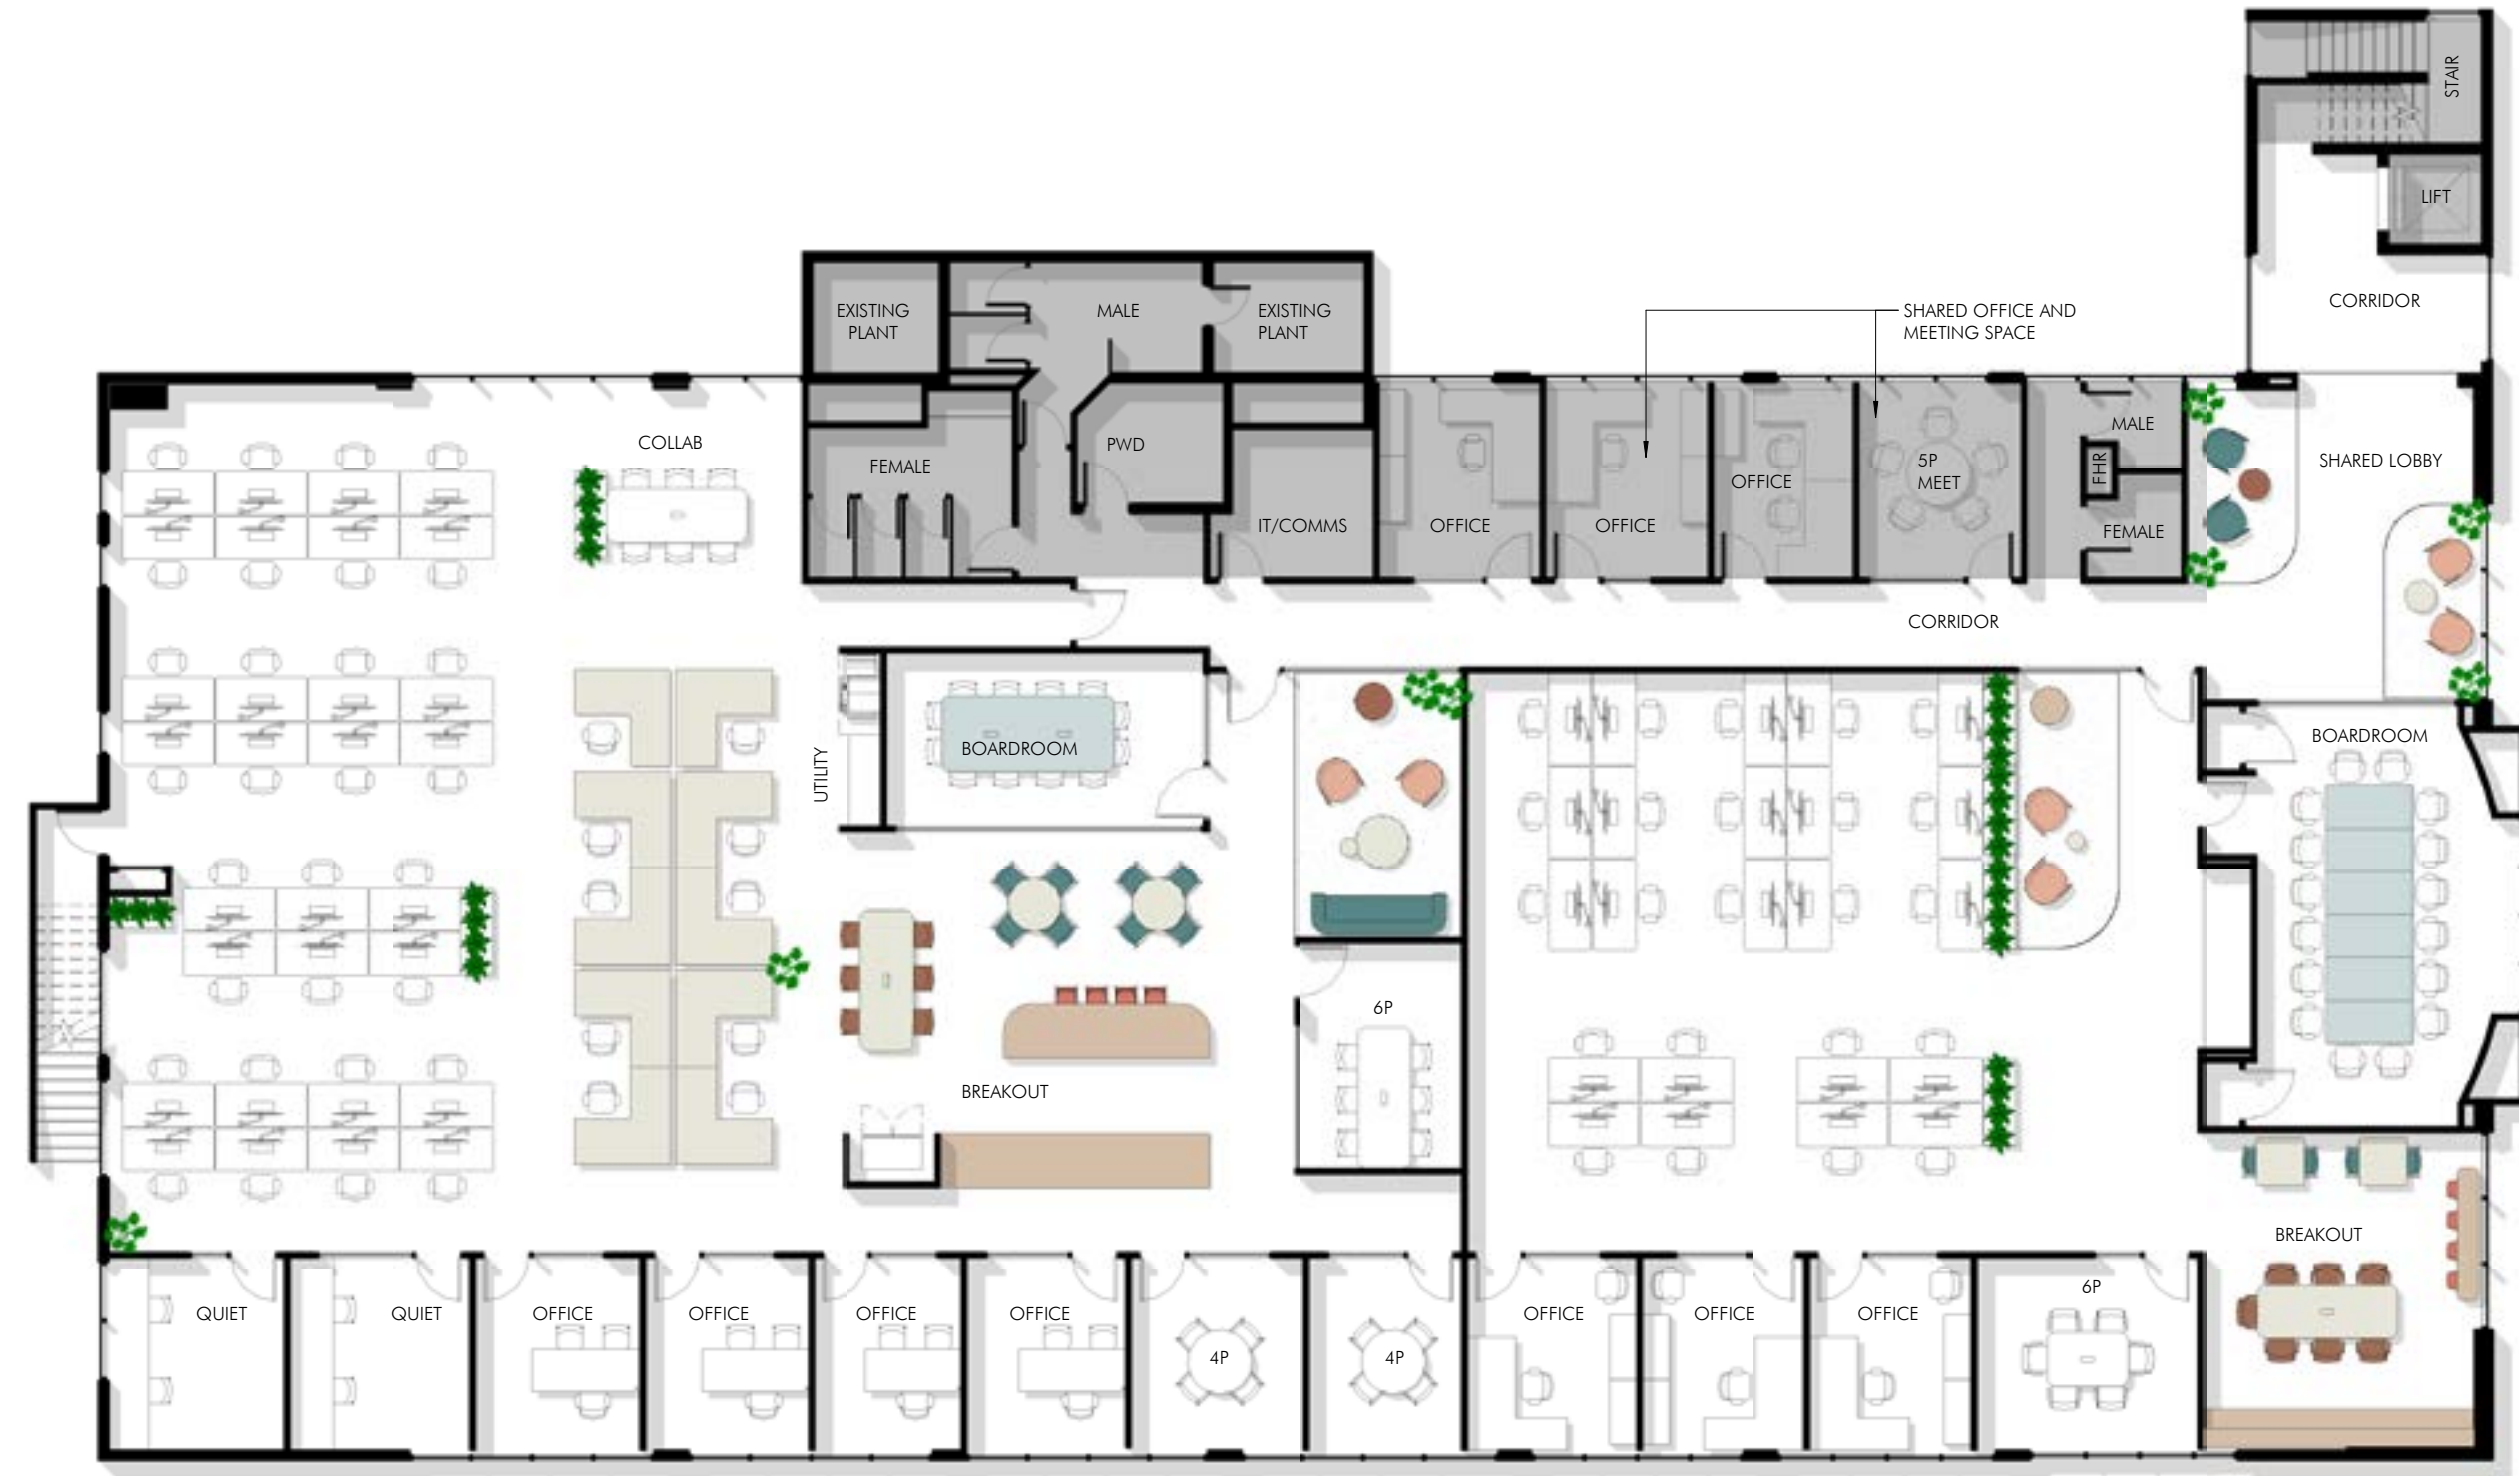 STAIR
LIFT
CORRIDOR
EXISTING
PLANT
MALE
EXISTING
PLANT
SHARED OFFICE AND
MEETING SPACE
COLLAB
FEMALE
PWD
IT/COMMS
OFFICE
OFFICE
OFFICE
5P
MEET
MALE
FHR
FEMALE
SHARED LOBBY
CORRIDOR
UTILITY
BOARDROOM
BOARDROOM
6P
BREAKOUT
BREAKOUT
QUIET
QUIET
OFFICE
OFFICE
OFFICE
OFFICE
4P
4P
OFFICE
OFFICE
OFFICE
6P